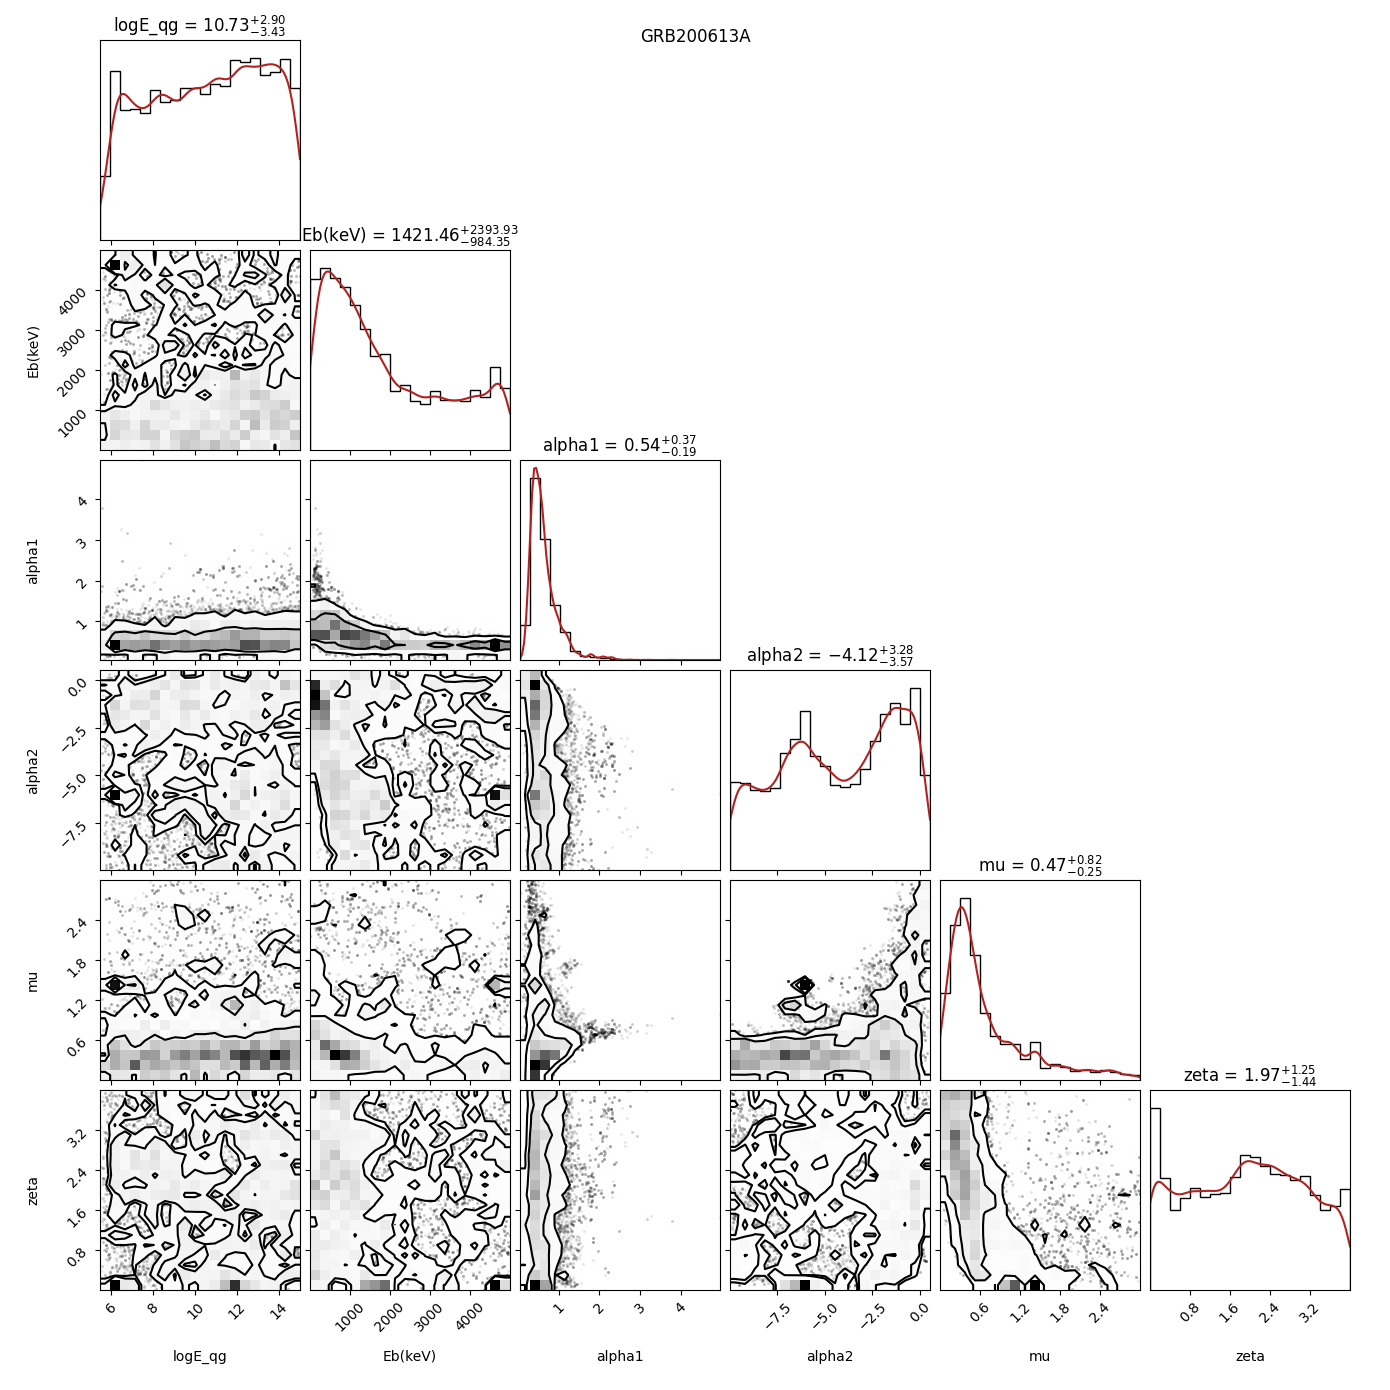 GRB200613A
logE_qg = 10.73+2.90 −3.43
Eb(keV) = 1421.46+2393.93 −984.35
Eb(keV)
4000
3000
2000
1000
alpha1 = 0.54+0.37 −0.19
alpha1
4
3
2
1
alpha2 = −4.12+3.28 −3.57
alpha2
0.0
−2.5
−5.0
−7.5
mu = 0.47+0.82 −0.25
mu
2.4
1.8
1.2
0.6
zeta = 1.97+1.25 −1.44
zeta
3.2
2.4
1.6
0.8
6 8 10 12 14
1000 2000 3000 4000
1 2 3 4
−7.5 −5.0 −2.5 0.0
0.6 1.2 1.8 2.4
0.8 1.6 2.4 3.2
logE_qg
Eb(keV)
alpha1
alpha2
mu
zeta